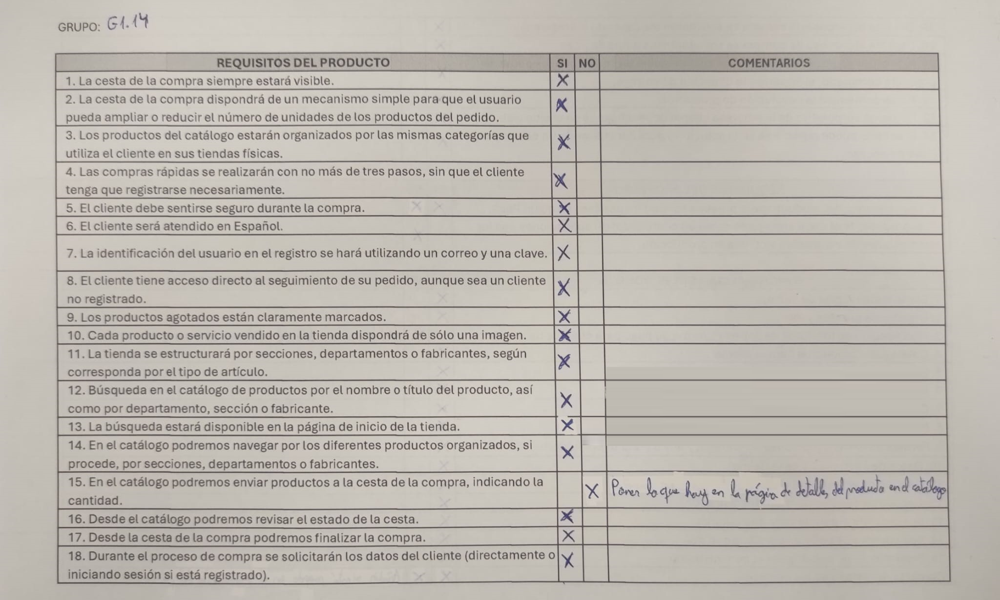 GRUPO: G1.14
REQUISITOS DEL PRODUCTO SI NO COMENTARIOS
1. La cesta de la compra siempre estará visible. X
2. La cesta de la compra dispondrá de un mecanismo simple para que el usuario
pueda ampliar o reducir el número de unidades de los productos del pedido. X
3. Los productos del catálogo estarán organizados por las mismas categorías que
utiliza el cliente en sus tiendas físicas. X
4. Las compras rápidas se realizarán con no más de tres pasos, sin que el cliente
tenga que registrarse necesariamente. X
5. El cliente debe sentirse seguro durante la compra. X
6. El cliente será atendido en Español. X
7. La identificación del usuario en el registro se hará utilizando un correo y una clave. X
8. El cliente tiene acceso directo al seguimiento de su pedido, aunque sea un cliente
no registrado. X
9. Los productos agotados están claramente marcados. X
10. Cada producto o servicio vendido en la tienda dispondrá de sólo una imagen. X
11. La tienda se estructurará por secciones, departamentos o fabricantes, según
corresponda por el tipo de artículo. X
12. Búsqueda en el catálogo de productos por el nombre o título del producto, así
como por departamento, sección o fabricante. X
13. La búsqueda estará disponible en la página de inicio de la tienda. X
14. En el catálogo podremos navegar por los diferentes productos organizados, si
procede, por secciones, departamentos o fabricantes. X
15. En el catálogo podremos enviar productos a la cesta de la compra, indicando la
cantidad. X Poner lo que hay en la página de detalles del producto en el catálogo
16. Desde el catálogo podremos revisar el estado de la cesta. X
17. Desde la cesta de la compra podremos finalizar la compra. X
18. Durante el proceso de compra se solicitarán los datos del cliente (directamente o
iniciando sesión si está registrado). X